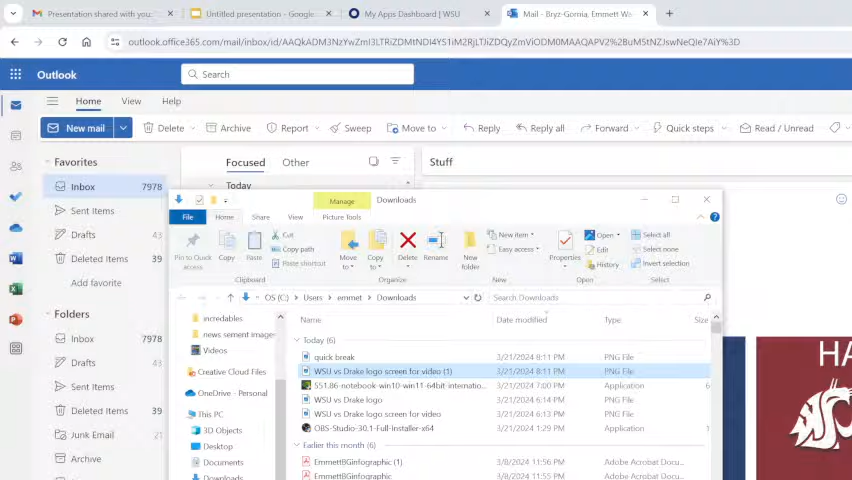 Presentation shared with you:
Untitled presentation - Google
My Apps Dashboard | WSU
Mail - Bryz-Gornia, Emmett W
outlook.office365.com/mail/inbox/id/AAQkADM3NzYwZmI3LTRiZDMtNDI4YS1iM2RjLTJiZDQyZmViODM0MAAQAPV2%2BuM5tNZJswNeQIe7AiY%3D
Outlook
Search
Home View Help
New mail Delete Archive Report Sweep Move to Reply Reply all Forward Quick steps Read / Unread
Favorites
Inbox 7978
Sent Items
Drafts 43
Deleted Items 39
Add favorite
Folders
Inbox 7978
Drafts 43
Sent Items
Deleted Items 39
Junk Email 21
Archive
Focused Other
Today
Stuff
Manage Downloads
File Home Share View Picture Tools
Pin to Quick access
Copy
Paste
Cut
Copy path
Paste shortcut
Move to
Copy to
Delete
Rename
New folder
New item
Easy access
Properties
Open
Edit
History
Select all
Select none
Invert selection
Clipboard Organize New Open Select
OS (C:) Users emmet Downloads
Search Downloads
incredables
news sement images
Videos
Creative Cloud Files
OneDrive - Personal
This PC
3D Objects
Desktop
Documents
Downloads
Name Date modified Type Size
Today (6)
quick break 3/21/2024 8:11 PM PNG File
WSU vs Drake logo screen for video (1) 3/21/2024 8:11 PM PNG File
551.86-notebook-win10-win11-64bit-internatio... 3/21/2024 7:00 PM Application 6
WSU vs Drake logo 3/21/2024 6:14 PM PNG File
WSU vs Drake logo screen for video 3/21/2024 6:13 PM PNG File
OBS-Studio-30.1-Full-Installer-x64 3/21/2024 1:29 PM Application
Earlier this month (6)
EmmettBGinfographic (1) 3/8/2024 11:56 PM Adobe Acrobat Docu...
EmmettBGinfographic 3/8/2024 11:55 PM Adobe Acrobat Docu...
HA